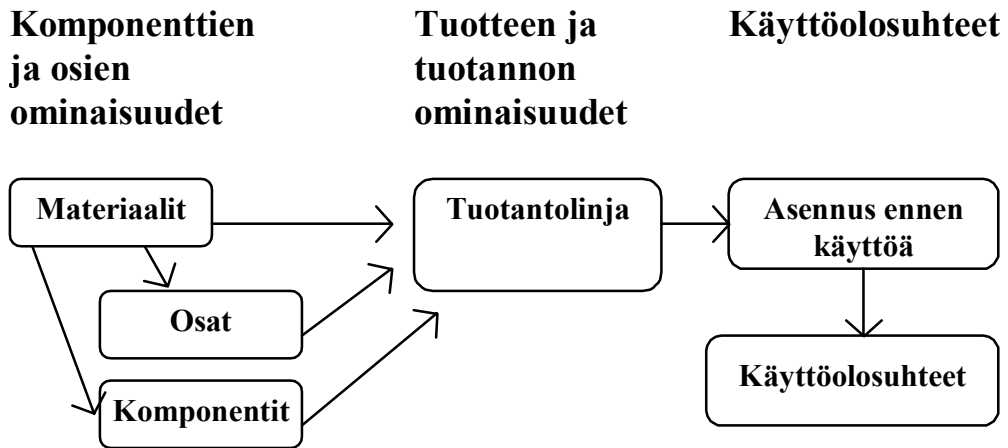 Komponenttien
ja osien
ominaisuudet
Tuotteen ja
tuotannon
ominaisuudet
Käyttöolosuhteet
Materiaalit
Osat
Komponentit
Tuotantolinja
Asennus ennen
käyttöä
Käyttöolosuhteet